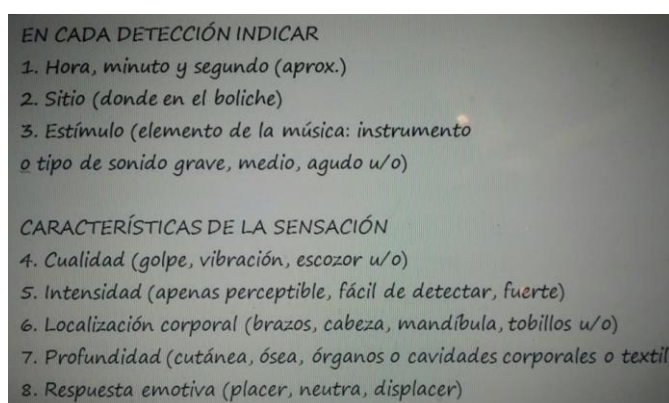 EN CADA DETECCIÓN INDICAR
1. Hora, minuto y segundo (aprox.)
2. Sitio (donde en el boliche)
3. Estímulo (elemento de la música: instrumento
o tipo de sonido grave, medio, agudo u/o)
CARACTERÍSTICAS DE LA SENSACIÓN
4. Cualidad (golpe, vibración, escozor u/o)
5. Intensidad (apenas perceptible, fácil de detectar, fuerte)
6. Localización corporal (brazos, cabeza, mandíbula, tobillos u/o)
7. Profundidad (cutánea, ósea, órganos o cavidades corporales o textil
8. Respuesta emotiva (placer, neutra, displacer)